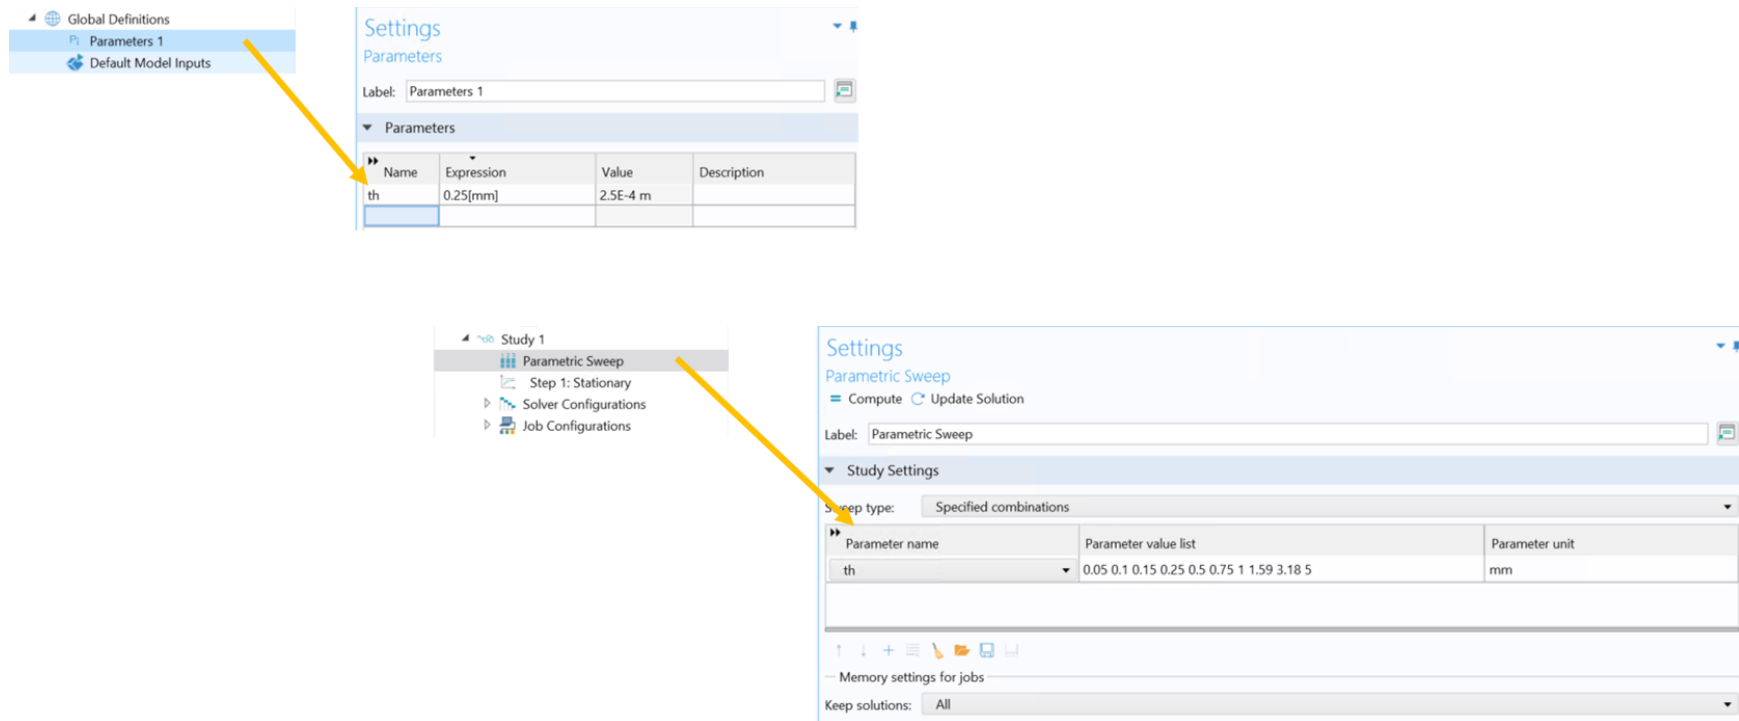 Global Definitions
Pi Parameters 1
Default Model Inputs
Settings
Parameters
Label: Parameters 1
Parameters
Name Expression Value Description
th 0.25[mm] 2.5E-4 m
Study 1
Parametric Sweep
Step 1: Stationary
Solver Configurations
Job Configurations
Settings
Parametric Sweep
= Compute Update Solution
Label: Parametric Sweep
Study Settings
Sweep type: Specified combinations
Parameter name Parameter value list Parameter unit
th 0.05 0.1 0.15 0.25 0.5 0.75 1 1.59 3.18 5 mm
Memory settings for jobs
Keep solutions: All